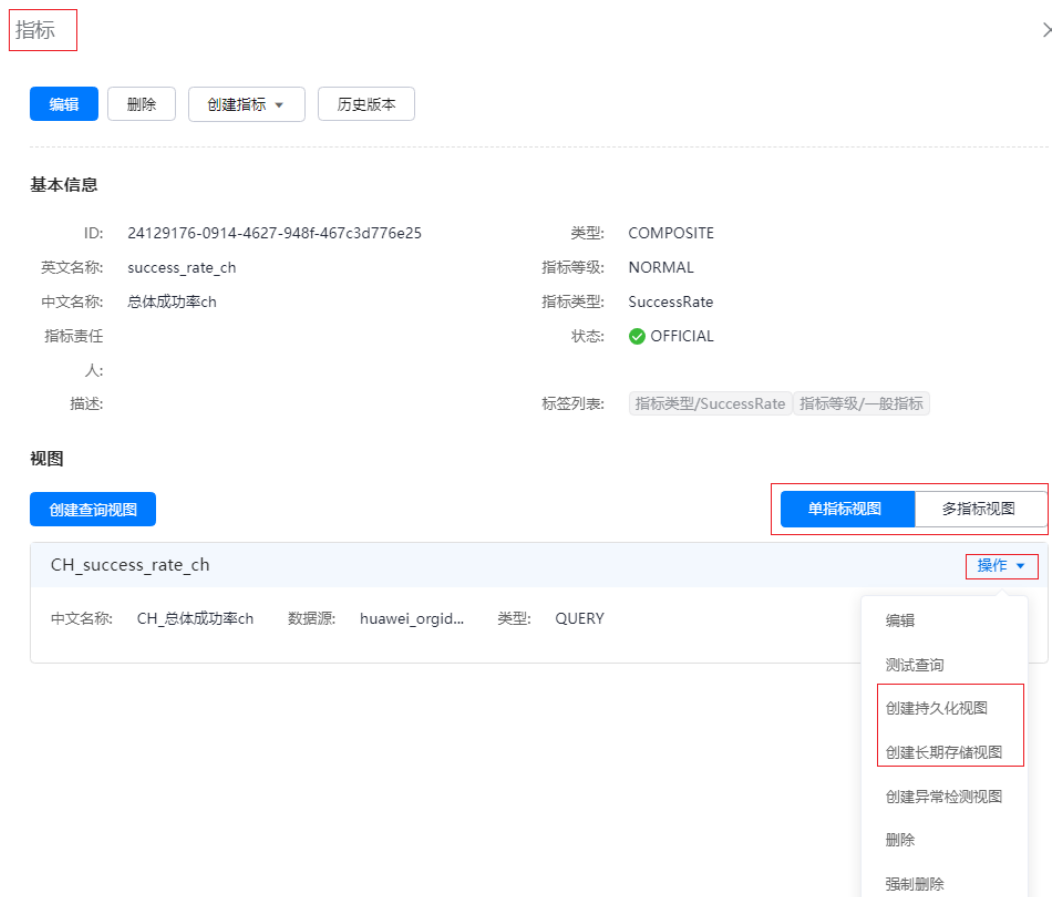 指标
编辑 删除 创建指标 历史版本
基本信息
ID: 24129176-0914-4627-948f-467c3d776e25 类型: COMPOSITE
英文名称: success_rate_ch 指标等级: NORMAL
中文名称: 总体成功率ch 指标类型: SuccessRate
指标责任 状态: OFFICIAL
人:
描述: 标签列表: 指标类型/SuccessRate 指标等级/一般指标
视图
创建查询视图 单指标视图 多指标视图
CH_success_rate_ch 操作
中文名称: CH_总体成功率ch 数据源: huawei_orgid... 类型: QUERY
编辑
测试查询
创建持久化视图
创建长期存储视图
创建异常检测视图
删除
强制删除